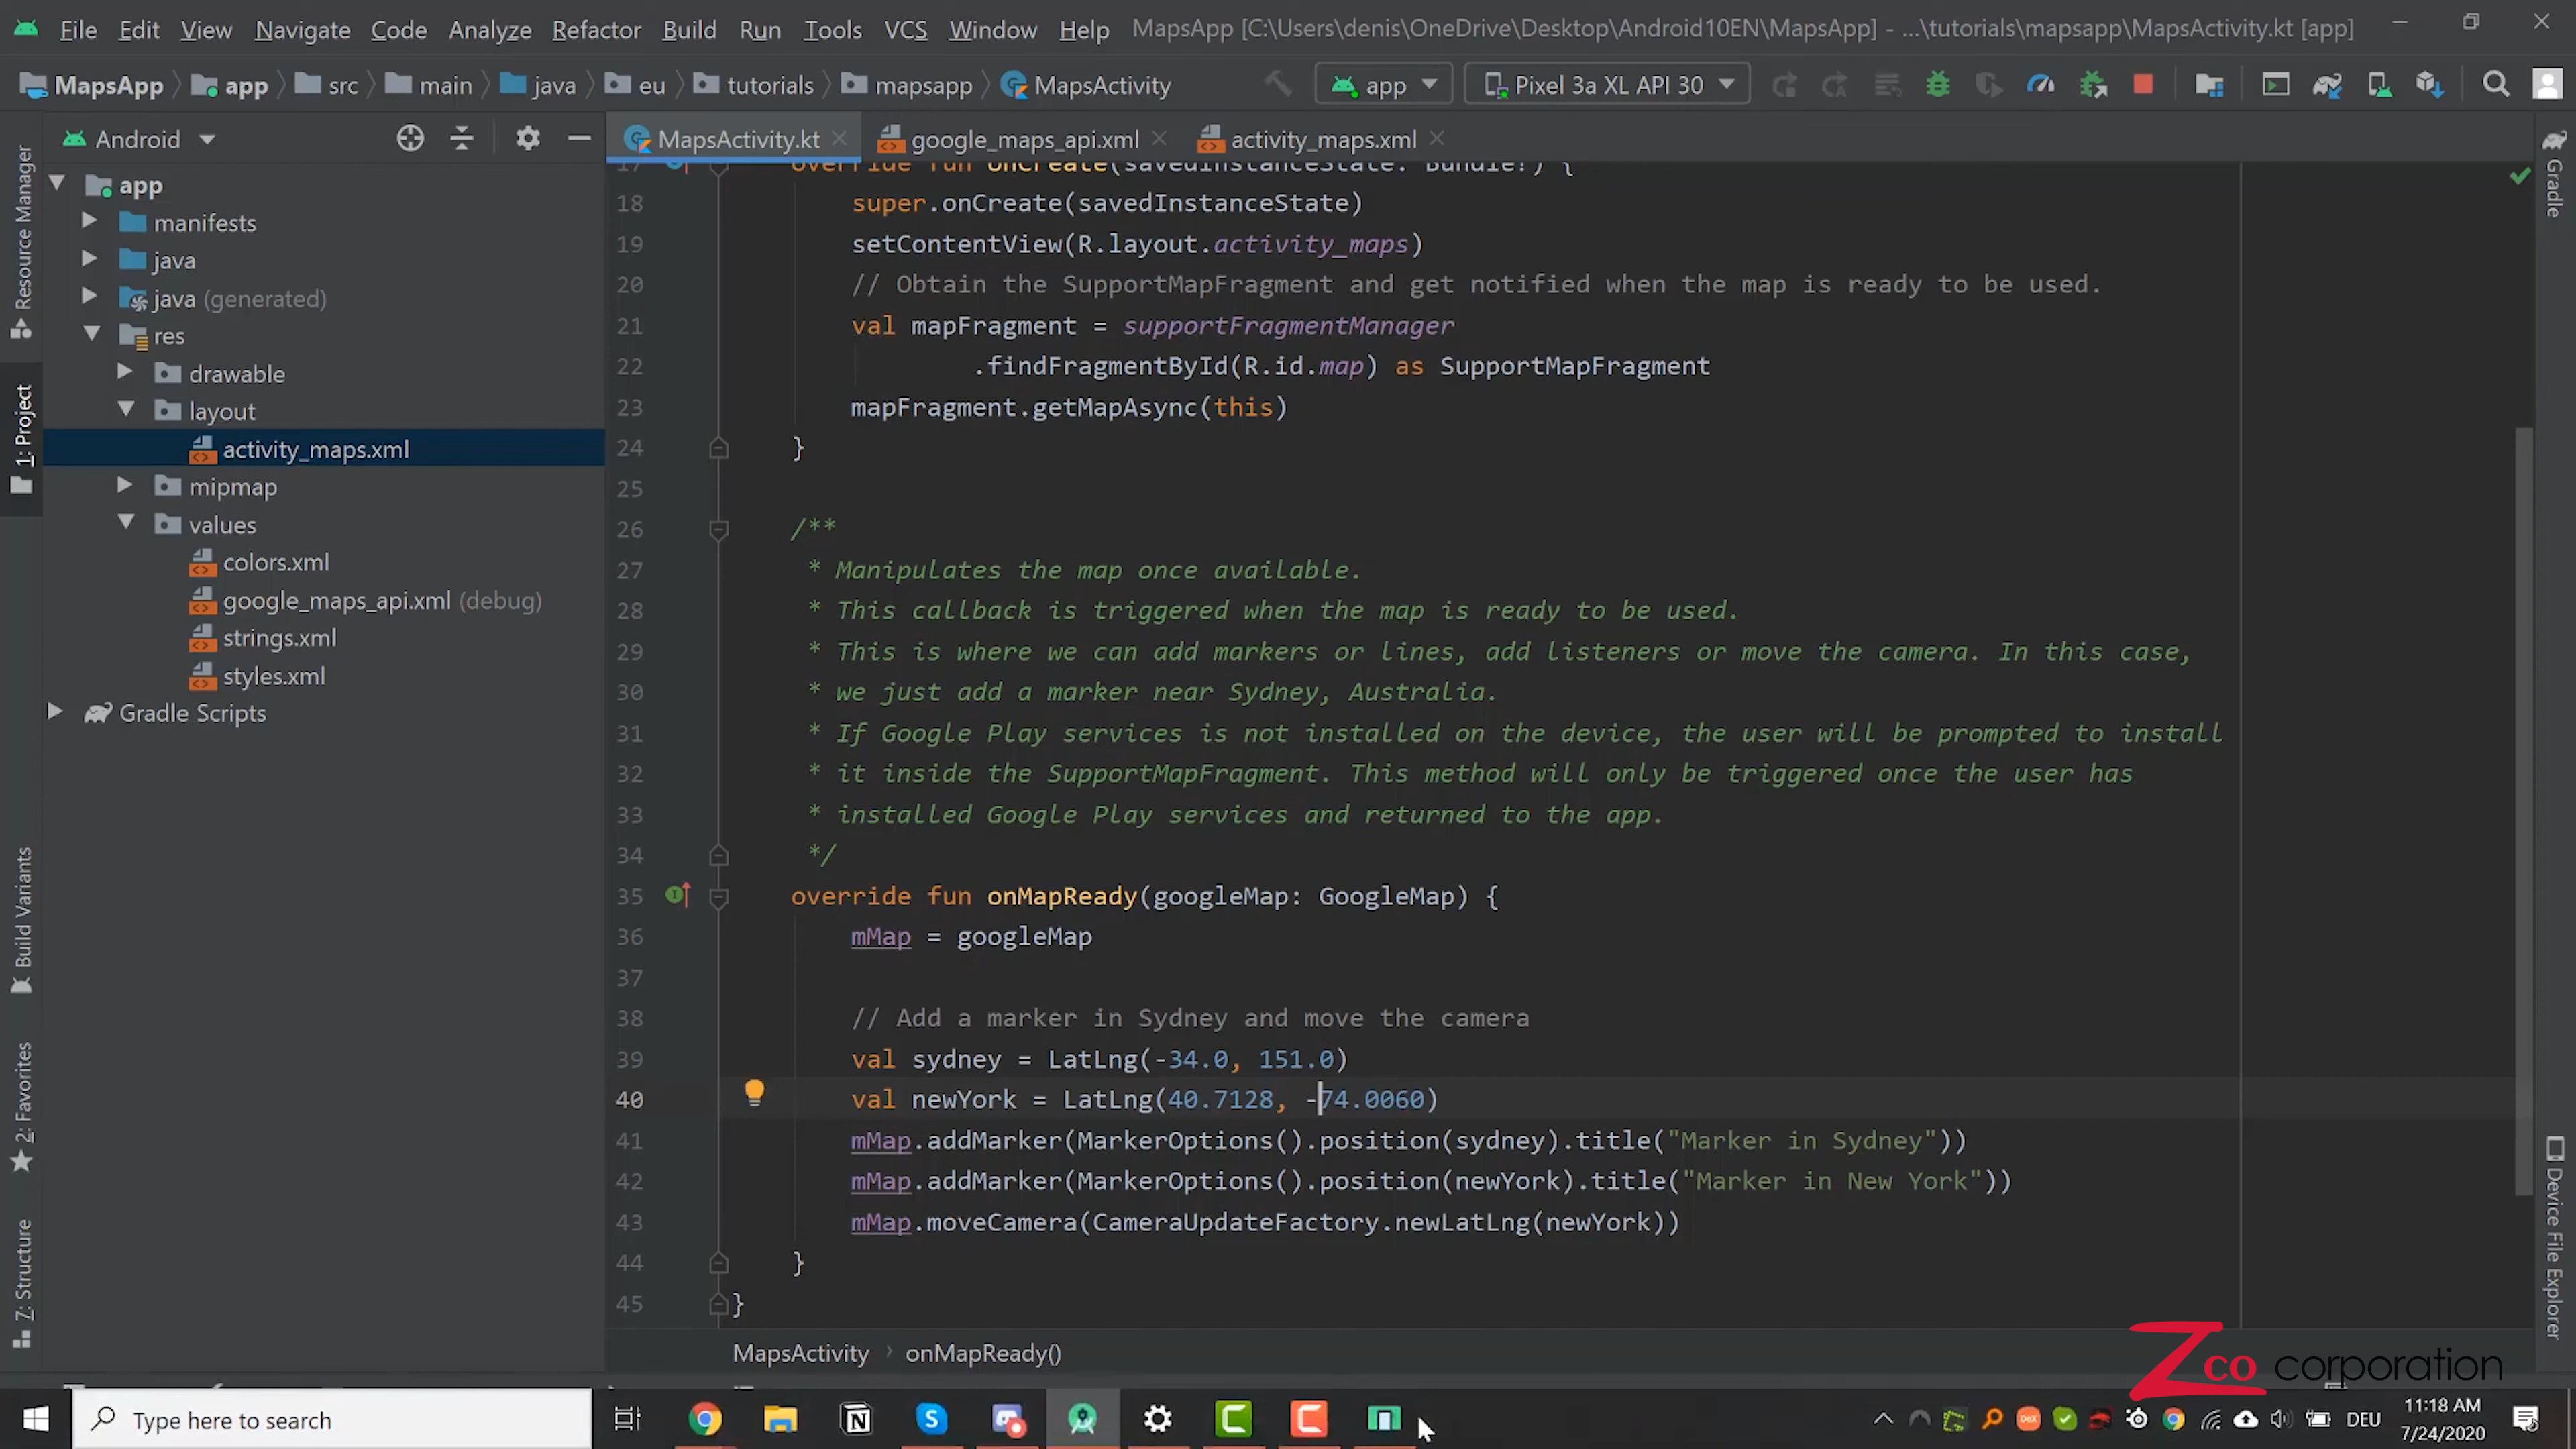 File Edit View Navigate Code Analyze Refactor Build Run Tools VCS Window Help MapsApp [C:\Users\denis\OneDrive\Desktop\Android10EN\MapsApp] - ...\tutorials\mapsapp\MapsActivity.kt [app]
MapsApp app src main java eu tutorials mapsapp MapsActivity app Pixel 3a XL API 30
Android MapsActivity.kt google_maps_api.xml activity_maps.xml
Resource Manager
1: Project
Build Variants
2: Favorites
7: Structure
app
manifests
java
java (generated)
res
drawable
layout
activity_maps.xml
mipmap
values
colors.xml
google_maps_api.xml (debug)
strings.xml
styles.xml
Gradle Scripts
17 override fun onCreate(savedInstanceState: Bundle?) {
18 super.onCreate(savedInstanceState)
19 setContentView(R.layout.activity_maps)
20 // Obtain the SupportMapFragment and get notified when the map is ready to be used.
21 val mapFragment = supportFragmentManager
22 .findFragmentById(R.id.map) as SupportMapFragment
23 mapFragment.getMapAsync(this)
24 }
25
26 /**
27 * Manipulates the map once available.
28 * This callback is triggered when the map is ready to be used.
29 * This is where we can add markers or lines, add listeners or move the camera. In this case,
30 * we just add a marker near Sydney, Australia.
31 * If Google Play services is not installed on the device, the user will be prompted to install
32 * it inside the SupportMapFragment. This method will only be triggered once the user has
33 * installed Google Play services and returned to the app.
34 */
35 override fun onMapReady(googleMap: GoogleMap) {
36 mMap = googleMap
37
38 // Add a marker in Sydney and move the camera
39 val sydney = LatLng(-34.0, 151.0)
40 val newYork = LatLng(40.7128, -74.0060)
41 mMap.addMarker(MarkerOptions().position(sydney).title("Marker in Sydney"))
42 mMap.addMarker(MarkerOptions().position(newYork).title("Marker in New York"))
43 mMap.moveCamera(CameraUpdateFactory.newLatLng(newYork))
44 }
45 }
MapsActivity onMapReady()
Gradle
Device File Explorer
Zco corporation
Type here to search
DEU
11:18 AM
7/24/2020